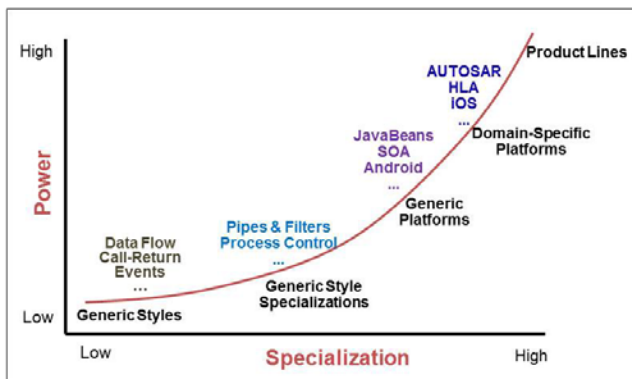 High
Product Lines
AUTOSAR
HLA
iOS
...
Domain-Specific
Platforms
JavaBeans
SOA
Android
...
Generic
Platforms
Power
Pipes & Filters
Process Control
...
Generic Style
Specializations
Data Flow
Call-Return
Events
...
Generic Styles
Low
Low
Specialization
High